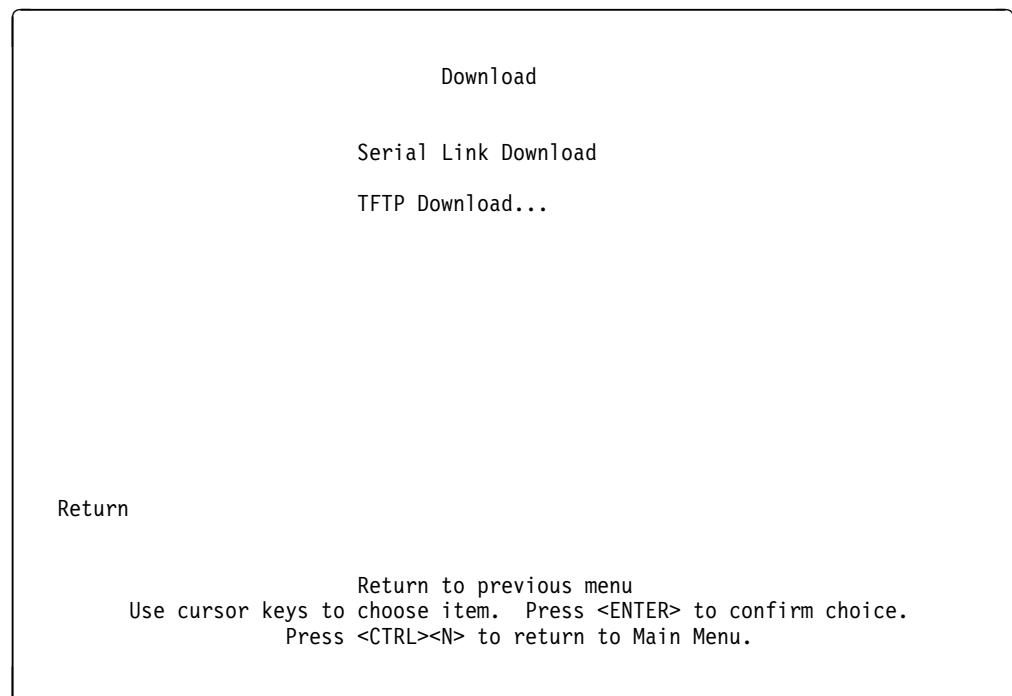 Download
Serial Link Download
TFTP Download...
Return
Return to previous menu
Use cursor keys to choose item.  Press <ENTER> to confirm choice.
Press <CTRL><N> to return to Main Menu.